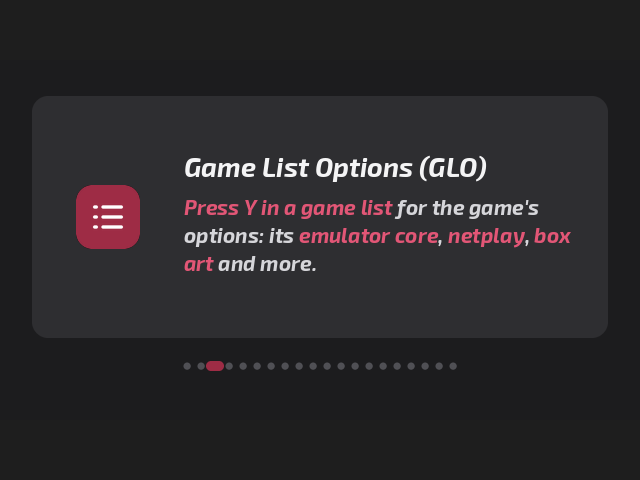 Game List Options (GLO)
Press Y in a game list for the game's
options: its emulator core, netplay, box
art and more.